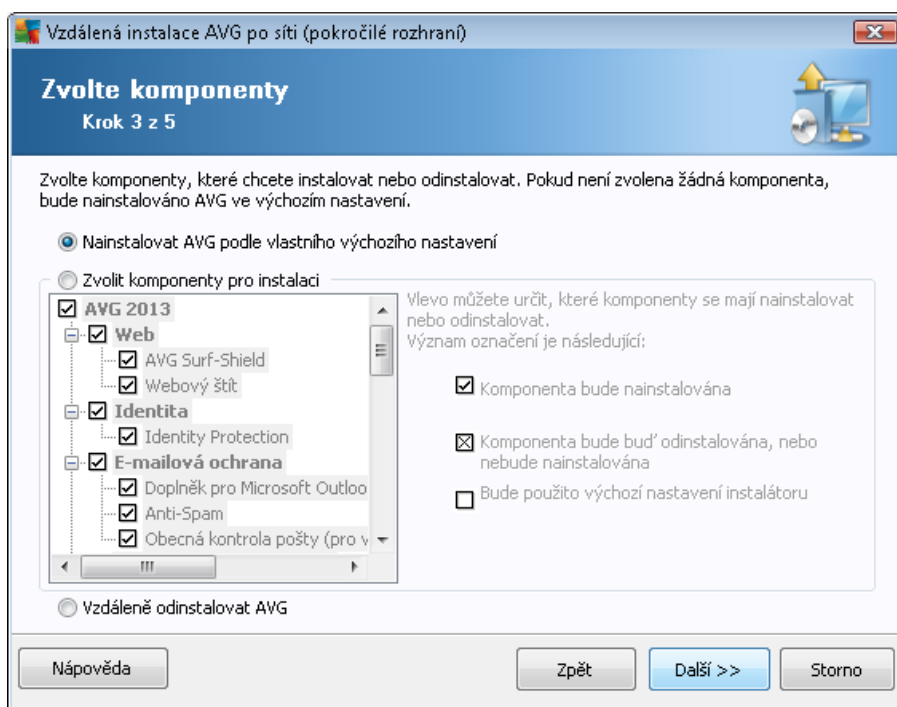 Vzdálená instalace AVG po síti (pokročilé rozhraní)
Zvolte komponenty
Krok 3 z 5
Zvolte komponenty, které chcete instalovat nebo odinstalovat. Pokud není zvolena žádná komponenta,
bude nainstalováno AVG ve výchozím nastavení.
Nainstalovat AVG podle vlastního výchozího nastavení
Zvolit komponenty pro instalaci
AVG 2013
Web
AVG Surf-Shield
Webový štít
Identita
Identity Protection
E-mailová ochrana
Doplněk pro Microsoft Outloo
Anti-Spam
Obecná kontrola pošty (pro v
Vlevo můžete určit, které komponenty se mají nainstalovat
nebo odinstalovat.
Význam označení je následující:
Komponenta bude nainstalována
Komponenta bude buď odinstalována, nebo
nebude nainstalována
Bude použito výchozí nastavení instalátoru
Vzdáleně odinstalovat AVG
Nápověda
Zpět
Další >>
Storno